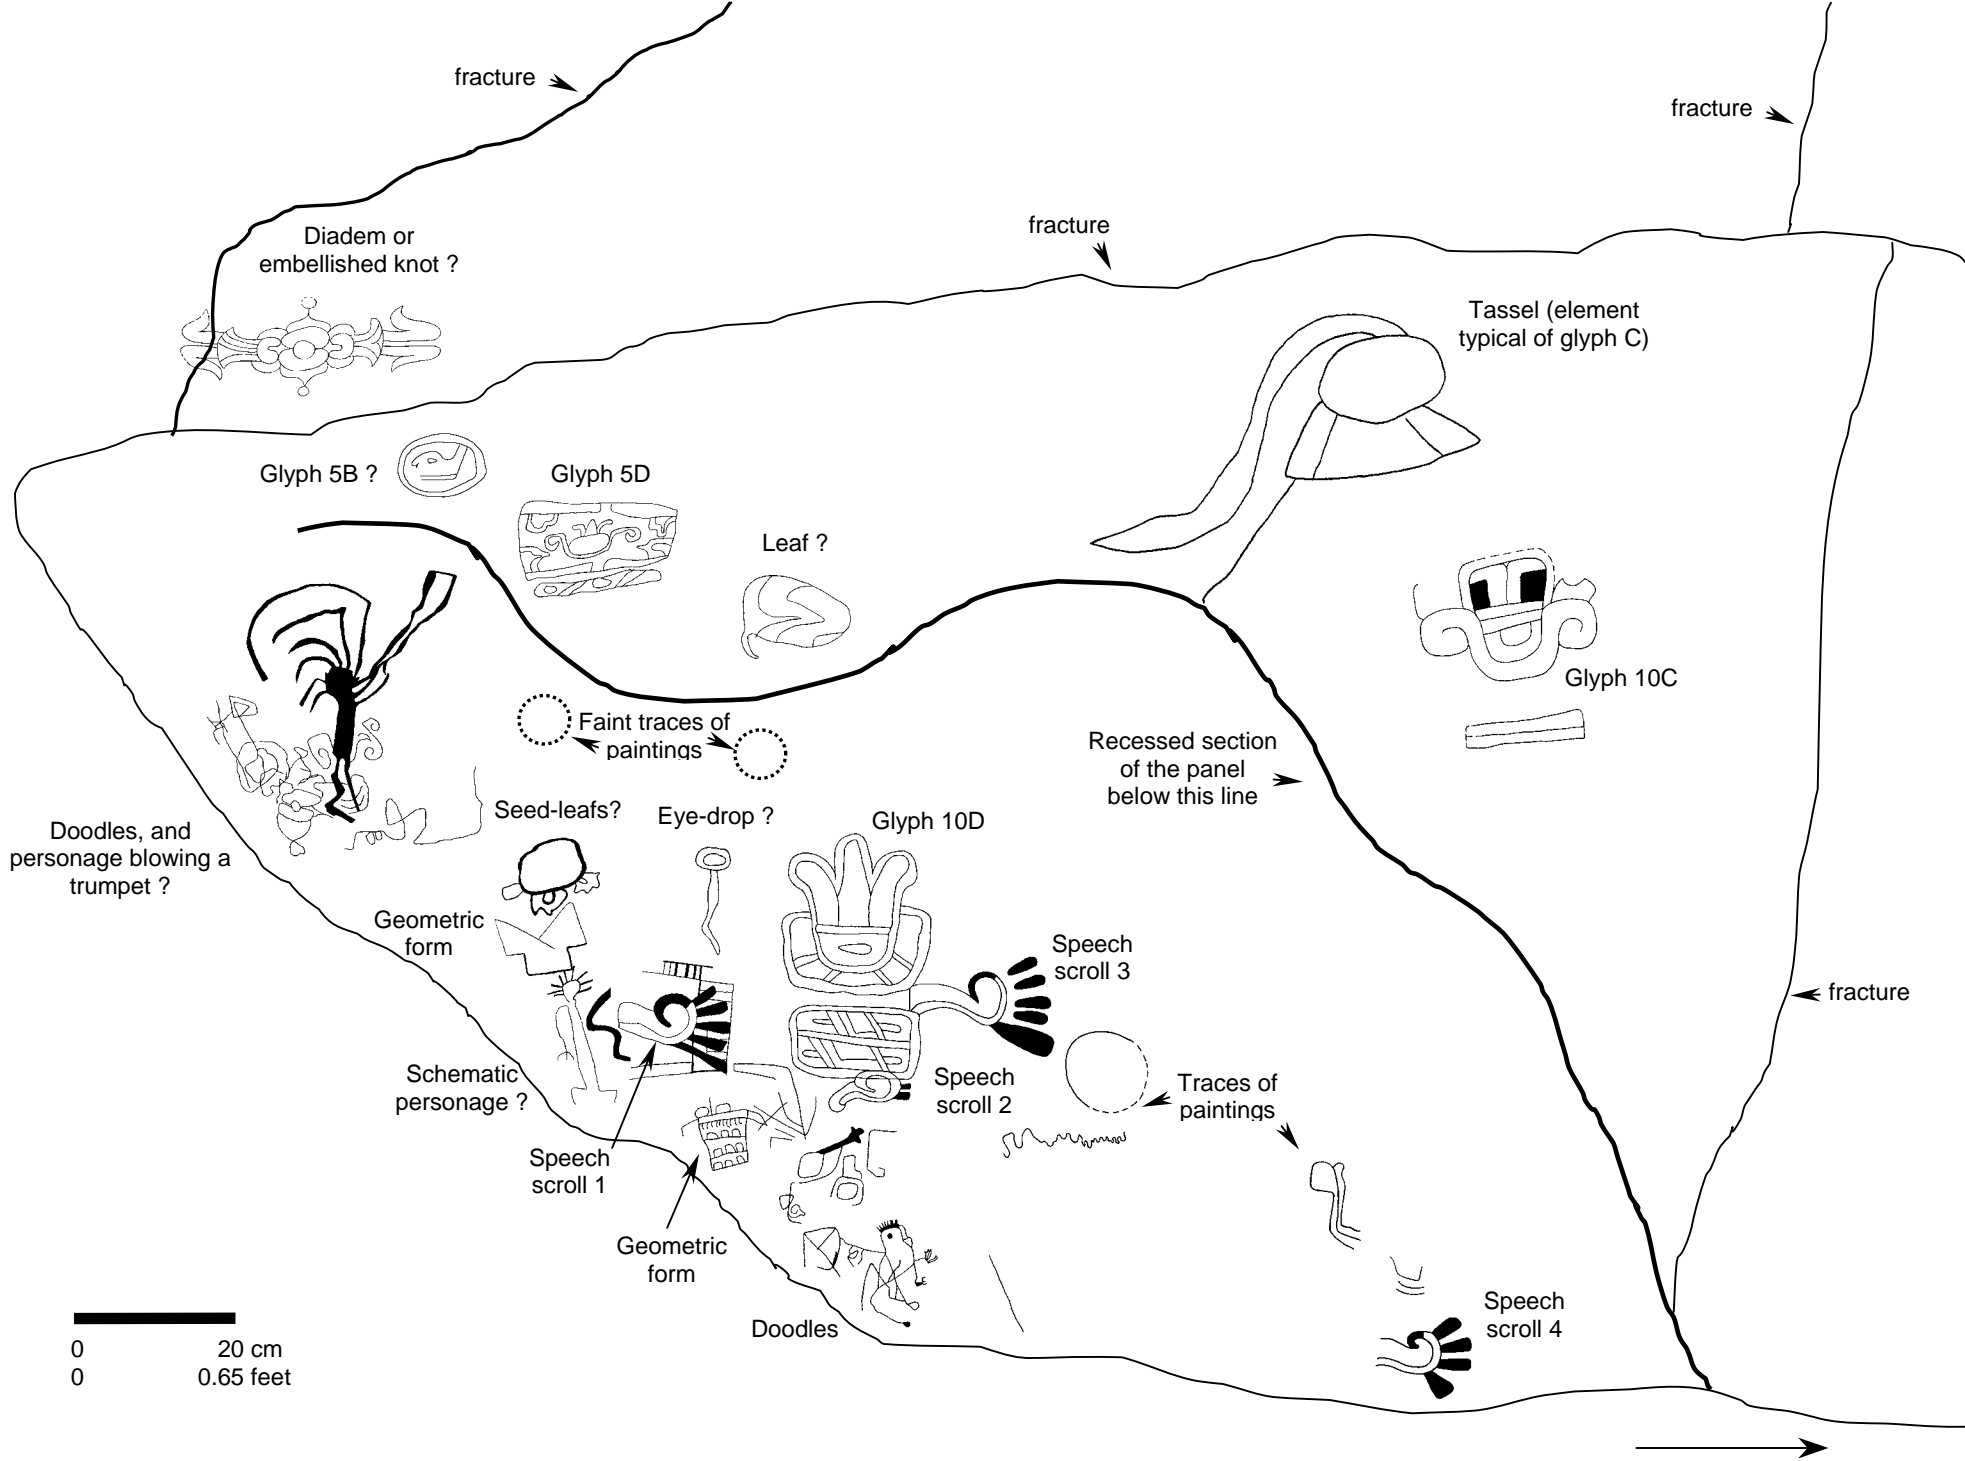 fracture
fracture
fracture
Diadem or
embellished knot ?
Tassel (element
typical of glyph C)
Glyph 5B ?
Glyph 5D
Leaf ?
Glyph 10C
Faint traces of
paintings
Recessed section
of the panel
below this line
Doodles, and
personage blowing a
trumpet ?
Seed-leafs?
Eye-drop ?
Glyph 10D
Geometric
form
Speech
scroll 3
fracture
Schematic
personage ?
Speech
scroll 2
Traces of
paintings
Speech
scroll 1
Geometric
form
Doodles
Speech
scroll 4
0 20 cm
0 0.65 feet